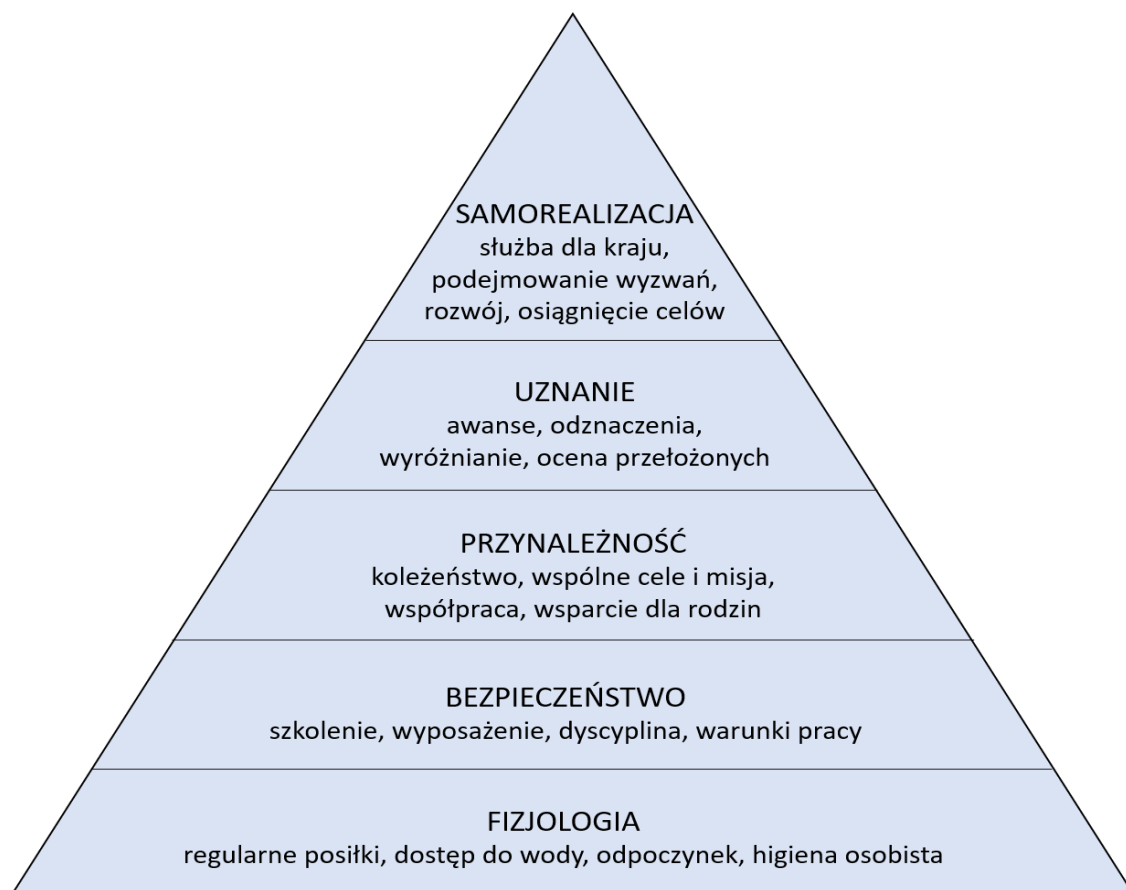 SAMOREALIZACJA
służba dla kraju,
podejmowanie wyzwań,
rozwój, osiągnięcie celów
UZNANIE
awanse, odznaczenia,
wyróżnianie, ocena przełożonych
PRZYNALEŻNOŚĆ
koleżeństwo, wspólne cele i misja,
współpraca, wsparcie dla rodzin
BEZPIECZEŃSTWO
szkolenie, wyposażenie, dyscyplina, warunki pracy
FIZJOLOGIA
regularne posiłki, dostęp do wody, odpoczynek, higiena osobista